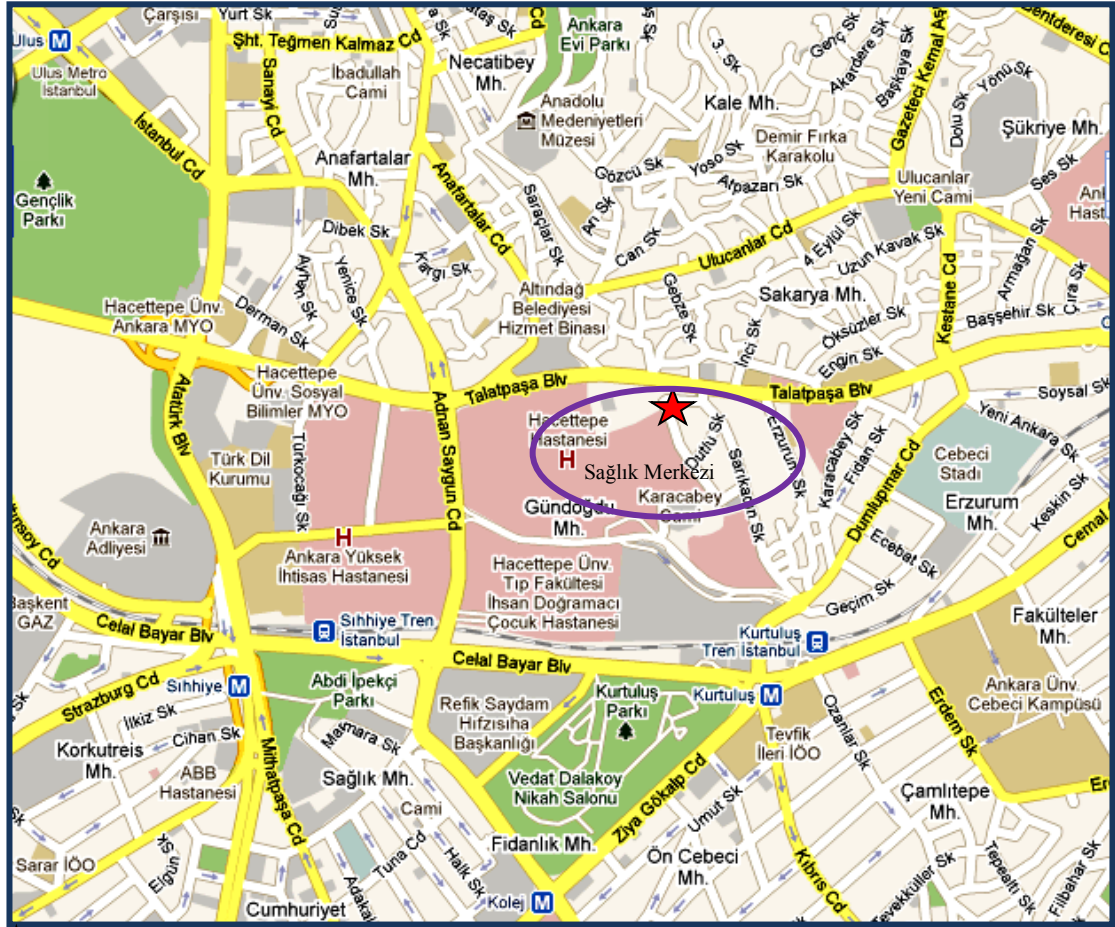 Çarşısı
Yurt Sk
Sht. Teğmen Kalmaz Cd
Ulus M
Ulus Metro
İstanbul
Sanayi Cd
İbadullah
Cami
Necatibey
Mh.
Ankara
Evi Parkı
3. Sk
Genç Sk
Akardere Sk
Başkaya Sk
Kale Mh.
Gazeteci Kemal Aş
Bentderesi C
Dolu Sk
Yönü Sk
Şükriye Mh.
İstanbul Cd
Anadolu
Medeniyetleri
Müzesi
Demir Fırka
Karakolu
Anafartalar
Mh.
Anafartalar Cd
Saraçlar Sk
Gözcü Sk
Yoso Sk
Atpazarı Sk
Ulucanlar
Yeni Cami
Ses Sk
Ank
Hast
Gençlik
Parkı
Dibek Sk
Arı Sk
Can Sk
Ulucanlar Cd
4 Eylül Sk
Uzun Kavak Sk
Armağan Sk
Çıra Sk
Ayhan Sk
Yenice Sk
Kargı Sk
Altındağ
Belediyesi
Hizmet Binası
Gebze Sk
Sakarya Mh.
Kestane Cd
Hacettepe Ünv.
Ankara MYO
Derman Sk
İnci Sk
Öksüzler Sk
Başşehir Sk
Engin Sk
Hacettepe
Ünv. Sosyal
Bilimler MYO
Talatpaşa Blv
Talatpaşa Blv
Soysal Sk
Atatürk Blv
Adnan Saygun Cd
Hacettepe
Hastanesi
H
Sağlık Merkezi
Dutlu Sk
Sarıkadın Sk
Erzurum Sk
Karacabey Sk
Fidan Sk
Yeni Ankara Sk
Türkocağı Sk
Türk Dil
Kurumu
Cebeci
Stadı
Karacabey
Cami
Gündoğdu
Mh.
Dumlupınar Cd
Erzurum
Mh.
Keskin Sk
Cemal G
Ankara
Adliyesi
H
Ankara Yüksek
İhtisas Hastanesi
Hacettepe Ünv.
Tıp Fakültesi
İhsan Doğramacı
Çocuk Hastanesi
Ecebat Sk
Geçim Sk
Başkent
GAZ
Celal Bayar Blv
Sıhhiye Tren
İstanbul
Kurtuluş
Tren İstanbul
Fakülteler
Mh.
Celal Bayar Blv
Strazburg Cd
Sıhhiye M
Abdi İpekçi
Parkı
Refik Saydam
Hıfzısıha
Başkanlığı
Kurtuluş
Parkı
Kurtuluş M
Ankara Ünv.
Cebeci Kampüsü
İlkiz Sk
Cihan Sk
Marmara Sk
Ozanlar Sk
Erdem Sk
Korkutreis
Mh.
Mithatpaşa Cd
Tevfik
İleri İÖO
ABB
Hastanesi
Sağlık Mh.
Vedat Dalakoy
Nikah Salonu
Ziya Gökalp Cd
Çamlıtepe
Mh.
Er
Cami
Umut Sk
Fidanlık Mh.
Ön Cebeci
Mh.
Kıbrıs Cd
Sarar İÖO
Elgün Sk
Tuna Cd
Halk Sk
Adakal
Tevekküller Sk
Tepealtı Sk
Filbahar Sk
Cumhuriyet
Kolej M